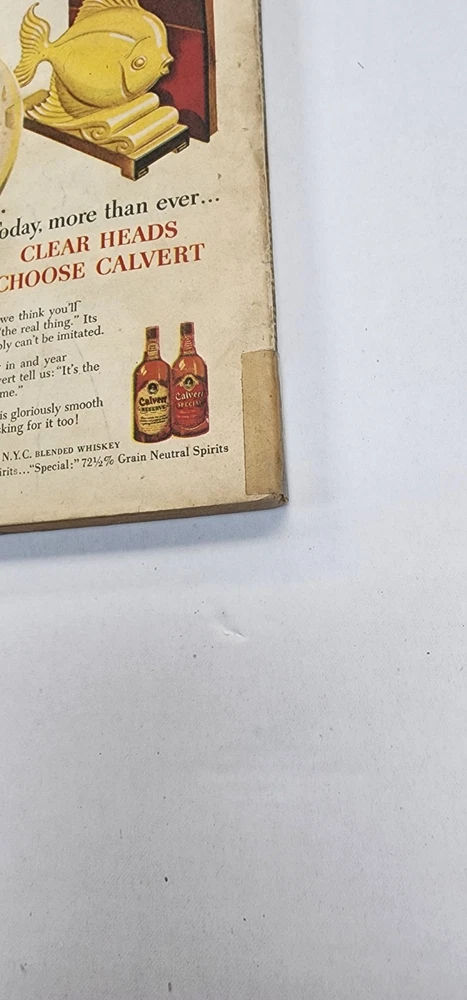 oday, more than ever...
CLEAR HEADS
CHOOSE CALVERT
we think you'll
"the real thing." Its
bly can't be imitated.
in and year
vert tell us: "It's the
me."
is gloriously smooth
king for it too!
Calvert
RESERVE
Calvert
SPECIAL
N.Y.C. BLENDED WHISKEY
irits..."Special:" 72½% Grain Neutral Spirits